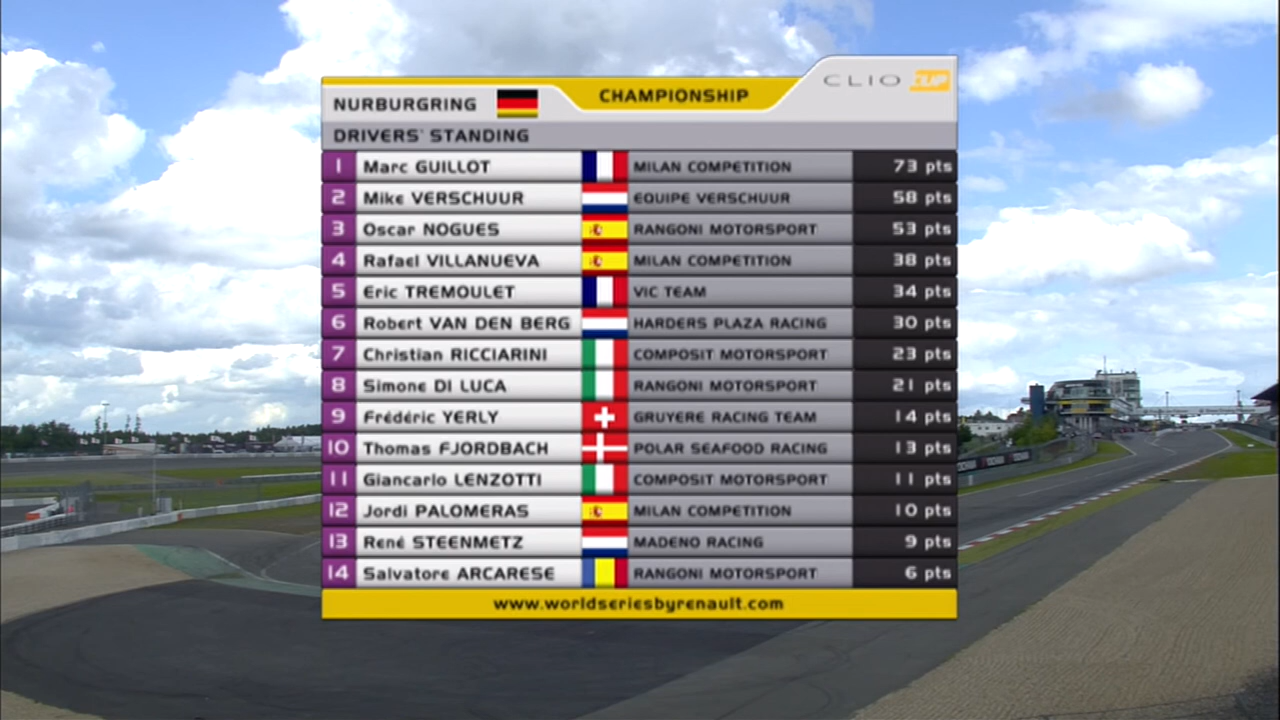 CLIO CUP
CHAMPIONSHIP
NURBURGRING
DRIVERS' STANDING
1 Marc GUILLOT MILAN COMPETITION 73 pts
2 Mike VERSCHUUR EQUIPE VERSCHUUR 58 pts
3 Oscar NOGUES RANGONI MOTORSPORT 53 pts
4 Rafael VILLANUEVA MILAN COMPETITION 38 pts
5 Eric TREMOULET VIC TEAM 34 pts
6 Robert VAN DEN BERG HARDERS PLAZA RACING 30 pts
7 Christian RICCIARINI COMPOSIT MOTORSPORT 23 pts
8 Simone DI LUCA RANGONI MOTORSPORT 21 pts
9 Frédéric YERLY GRUYERE RACING TEAM 14 pts
10 Thomas FJORDBACH POLAR SEAFOOD RACING 13 pts
11 Giancarlo LENZOTTI COMPOSIT MOTORSPORT 11 pts
12 Jordi PALOMERAS MILAN COMPETITION 10 pts
13 René STEENMETZ MADENO RACING 9 pts
14 Salvatore ARCARESE RANGONI MOTORSPORT 6 pts
www.worldseriesbyrenault.com